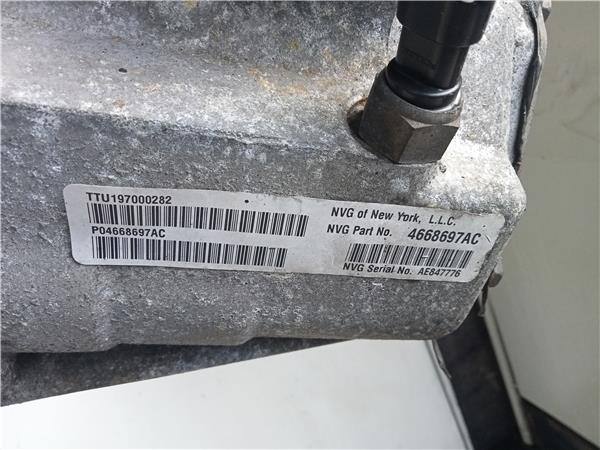 TTU197000282
P04668697AC
NVG of New York, L.L.C.
NVG Part No. 4668697AC
NVG Serial No. AE847776